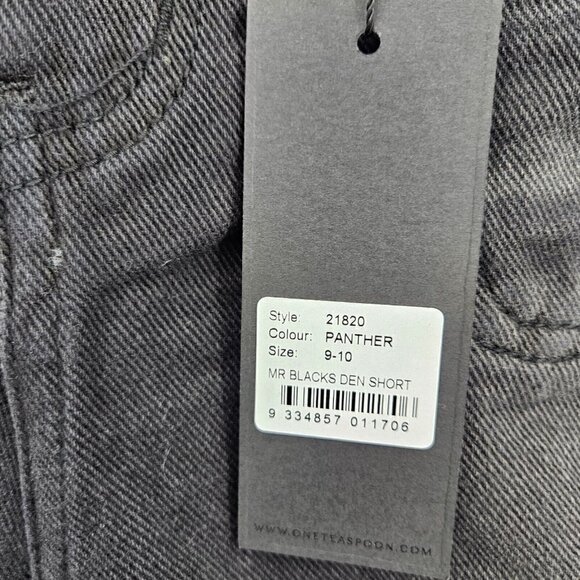 Style: 21820
Colour: PANTHER
Size: 9-10
MR BLACKS DEN SHORT
9 334857 011706
WWW.ONETEASPOON.COM